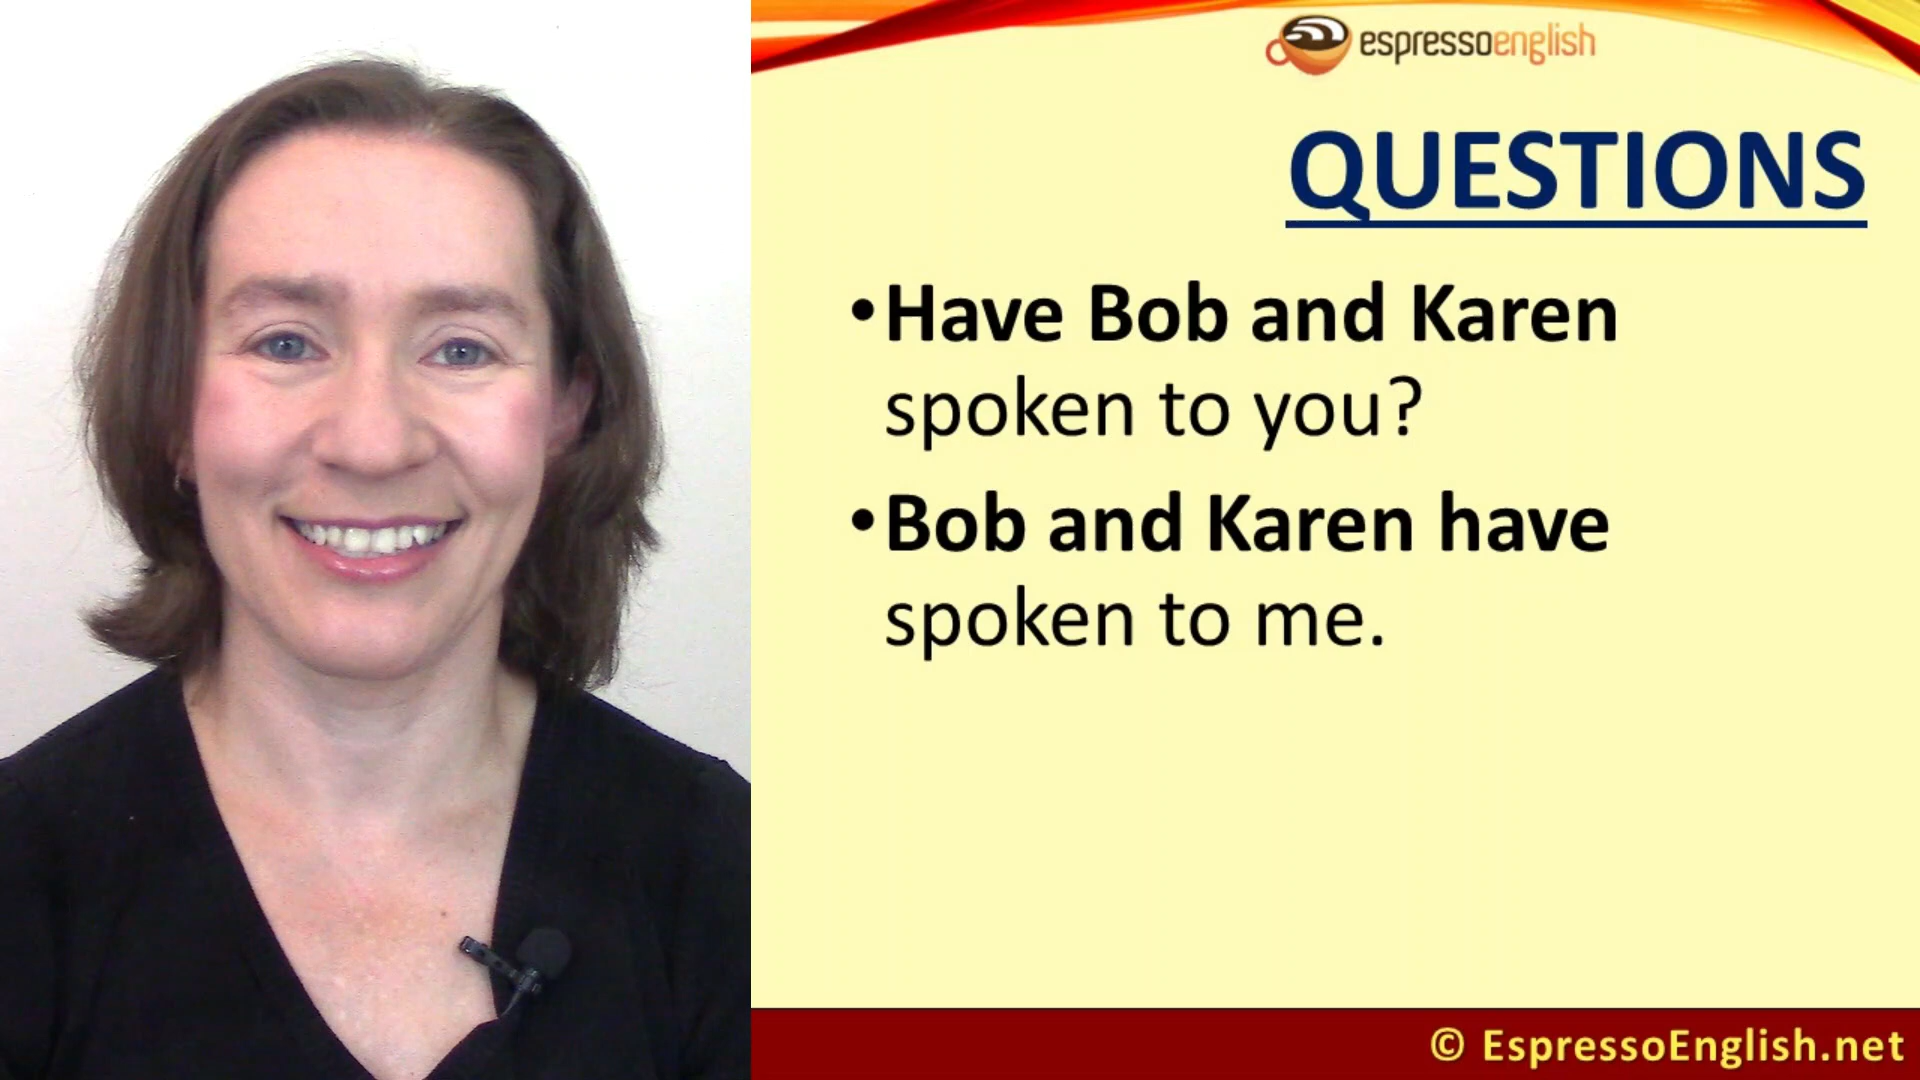 espressoenglish
QUESTIONS
•Have Bob and Karen
spoken to you?
•Bob and Karen have
spoken to me.
© EspressoEnglish.net